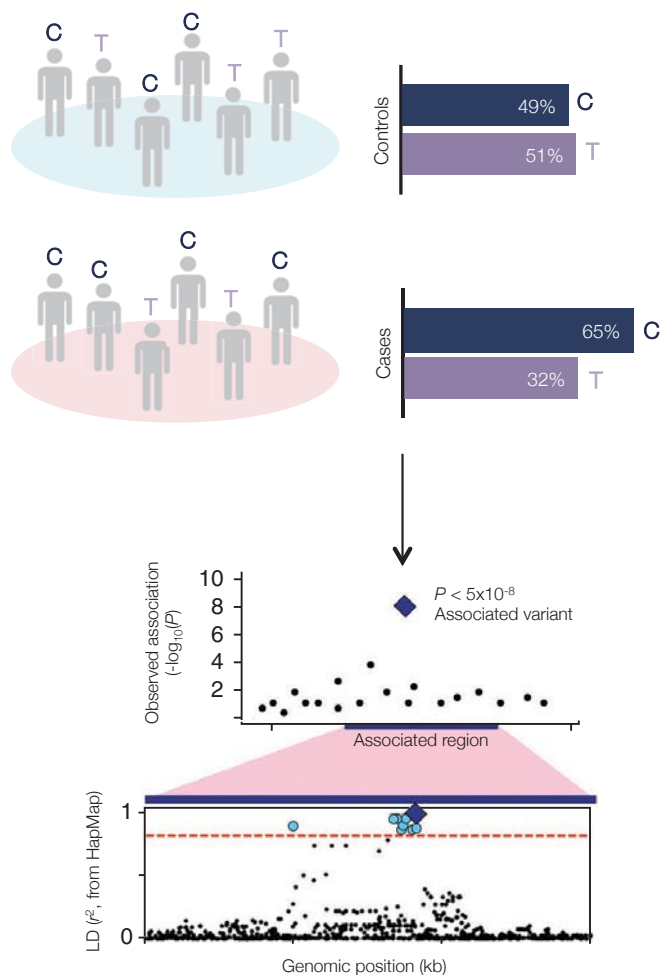 C T C C T T
Controls
49% C
51% T
C C T C T C
Cases
65% C
32% T
Observed association
(-log₁₀(P)
10
8
6
4
2
P < 5x10⁻⁸
Associated variant
Associated region
LD (r², from HapMap)
1
0
Genomic position (kb)